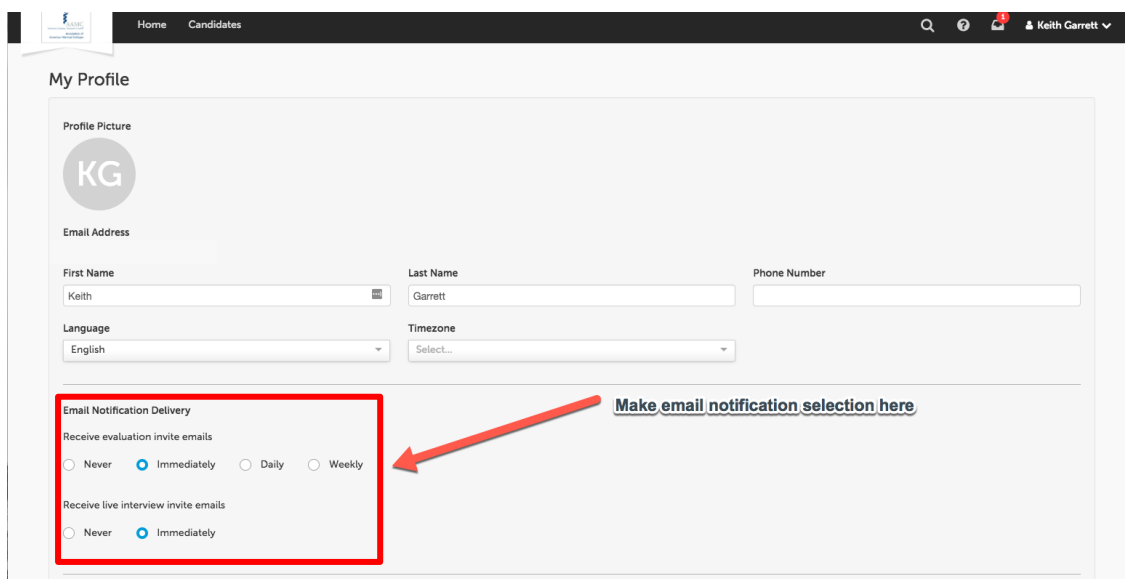 AAMC
Home Candidates
1
Keith Garrett
My Profile
Profile Picture
KG
Email Address
First Name Last Name Phone Number
Keith Garrett
Language Timezone
English Select...
Make email notification selection here
Email Notification Delivery
Receive evaluation invite emails
Never Immediately Daily Weekly
Receive live interview invite emails
Never Immediately